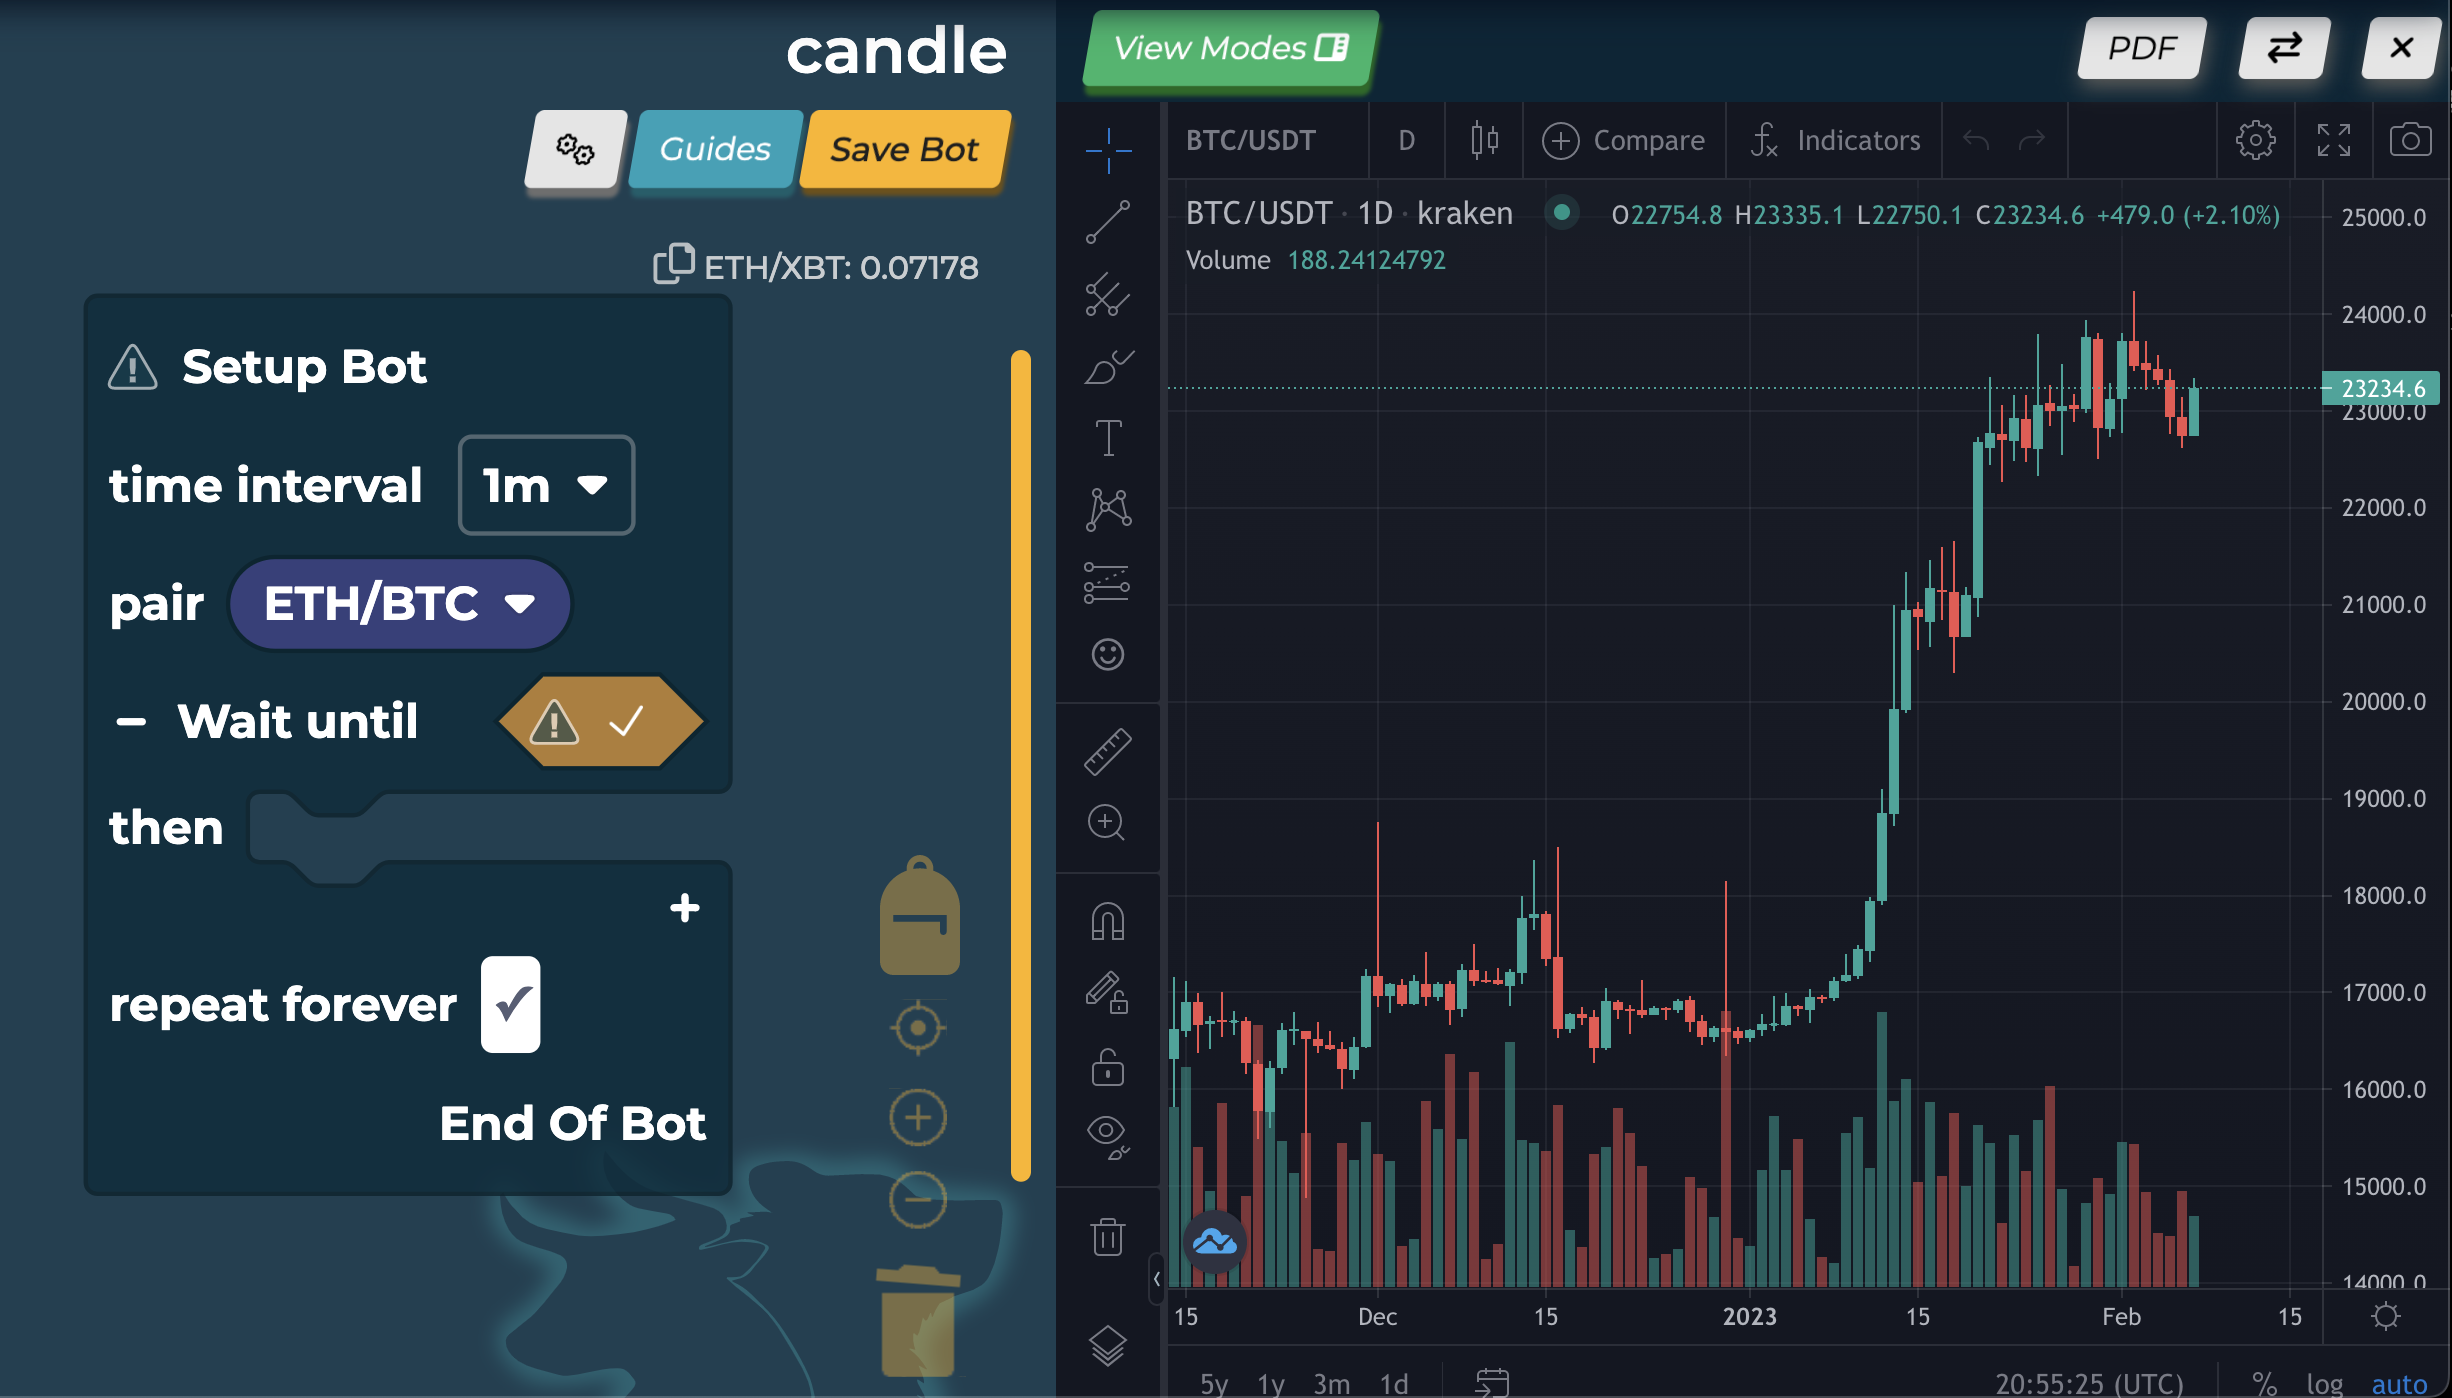 candle
Guides
Save Bot
ETH/XBT: 0.07178
Setup Bot
time interval 1m
pair ETH/BTC
Wait until
then
repeat forever
End Of Bot
View Modes
PDF
BTC/USDT D Compare Indicators
BTC/USDT · 1D · kraken O22754.8 H23335.1 L22750.1 C23234.6 +479.0 (+2.10%)
Volume 188.24124792
25000.0
24000.0
23234.6
23000.0
22000.0
21000.0
20000.0
19000.0
18000.0
17000.0
16000.0
15000.0
14000.0
15 Dec 15 2023 15 Feb 15
5y 1y 3m 1d 20:55:25 (UTC) % log auto